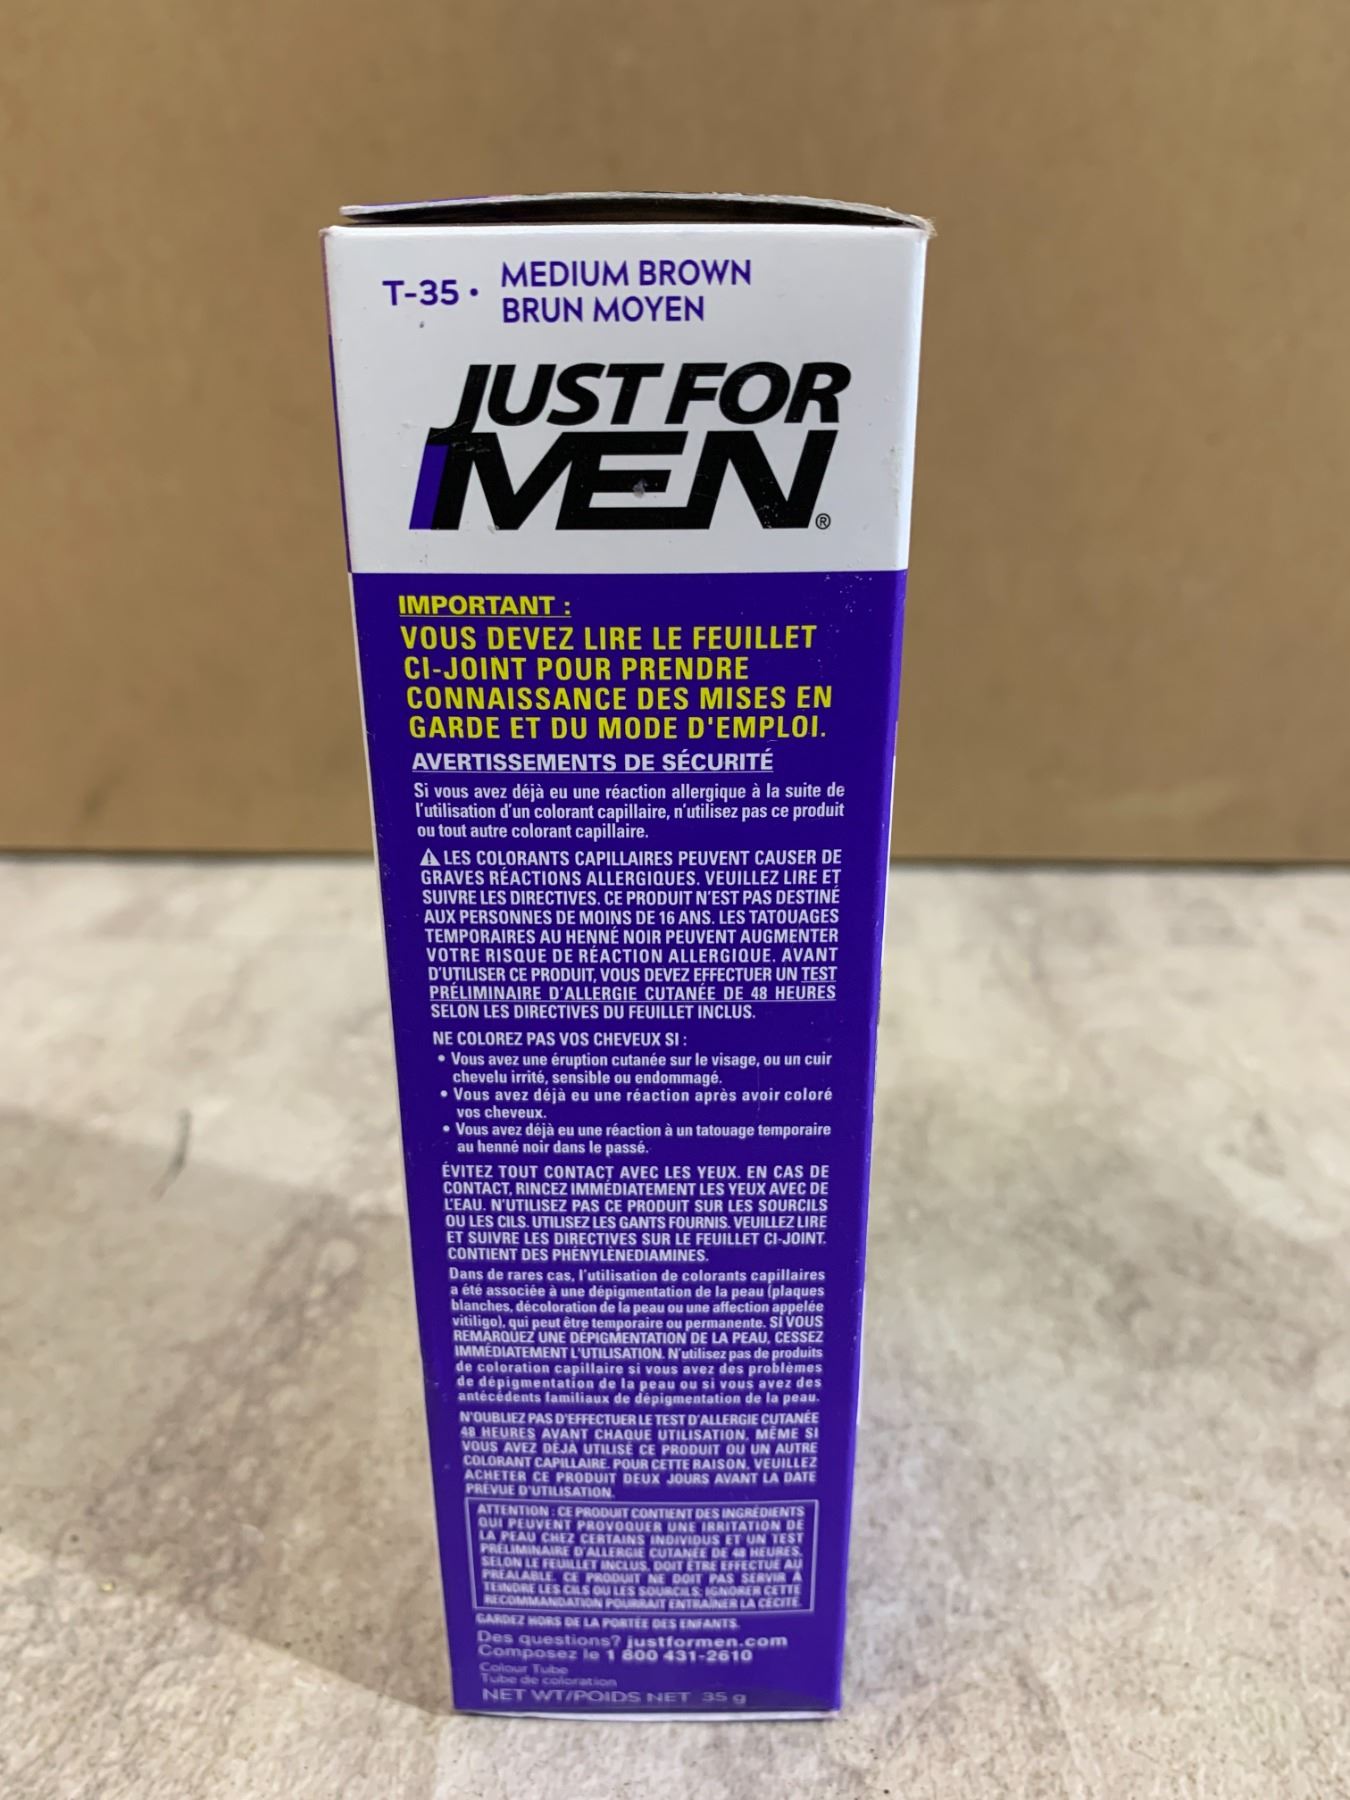 T-35 •
MEDIUM BROWN
BRUN MOYEN
JUST FOR
MEN®
IMPORTANT :
VOUS DEVEZ LIRE LE FEUILLET
CI-JOINT POUR PRENDRE
CONNAISSANCE DES MISES EN
GARDE ET DU MODE D'EMPLOI.
AVERTISSEMENTS DE SÉCURITÉ
Si vous avez déjà eu une réaction allergique à la suite de
l'utilisation d'un colorant capillaire, n'utilisez pas ce produit
ou tout autre colorant capillaire.
⚠ LES COLORANTS CAPILLAIRES PEUVENT CAUSER DE
GRAVES RÉACTIONS ALLERGIQUES. VEUILLEZ LIRE ET
SUIVRE LES DIRECTIVES. CE PRODUIT N'EST PAS DESTINÉ
AUX PERSONNES DE MOINS DE 16 ANS. LES TATOUAGES
TEMPORAIRES AU HENNÉ NOIR PEUVENT AUGMENTER
VOTRE RISQUE DE RÉACTION ALLERGIQUE. AVANT
D'UTILISER CE PRODUIT, VOUS DEVEZ EFFECTUER UN TEST
PRÉLIMINAIRE D'ALLERGIE CUTANÉE DE 48 HEURES
SELON LES DIRECTIVES DU FEUILLET INCLUS.
NE COLOREZ PAS VOS CHEVEUX SI :
• Vous avez une éruption cutanée sur le visage, ou un cuir
chevelu irrité, sensible ou endommagé.
• Vous avez déjà eu une réaction après avoir coloré
vos cheveux.
• Vous avez déjà eu une réaction à un tatouage temporaire
au henné noir dans le passé.
ÉVITEZ TOUT CONTACT AVEC LES YEUX. EN CAS DE
CONTACT, RINCEZ IMMÉDIATEMENT LES YEUX AVEC DE
L'EAU. N'UTILISEZ PAS CE PRODUIT SUR LES SOURCILS
OU LES CILS. UTILISEZ LES GANTS FOURNIS. VEUILLEZ LIRE
ET SUIVRE LES DIRECTIVES SUR LE FEUILLET CI-JOINT.
CONTIENT DES PHÉNYLÈNEDIAMINES.
Dans de rares cas, l'utilisation de colorants capillaires
a été associée à une dépigmentation de la peau (plaques
blanches, décoloration de la peau ou une affection appelée
vitiligo), qui peut être temporaire ou permanente. SI VOUS
REMARQUEZ UNE DÉPIGMENTATION DE LA PEAU, CESSEZ
IMMÉDIATEMENT L'UTILISATION. N'utilisez pas de produits
de coloration capillaire si vous avez des problèmes
de dépigmentation de la peau ou si vous avez des
antécédents familiaux de dépigmentation de la peau.
N'OUBLIEZ PAS D'EFFECTUER LE TEST D'ALLERGIE CUTANÉE
48 HEURES AVANT CHAQUE UTILISATION, MÊME SI
VOUS AVEZ DÉJÀ UTILISÉ CE PRODUIT OU UN AUTRE
COLORANT CAPILLAIRE. POUR CETTE RAISON, VEUILLEZ
ACHETER CE PRODUIT DEUX JOURS AVANT LA DATE
PRÉVUE D'UTILISATION.
ATTENTION : CE PRODUIT CONTIENT DES INGRÉDIENTS
QUI PEUVENT PROVOQUER UNE IRRITATION DE
LA PEAU CHEZ CERTAINS INDIVIDUS ET UN TEST
PRÉLIMINAIRE D'ALLERGIE CUTANÉE DE 48 HEURES,
SELON LE FEUILLET INCLUS, DOIT ÊTRE EFFECTUÉ AU
PRÉALABLE. CE PRODUIT NE DOIT PAS SERVIR À
TEINDRE LES CILS OU LES SOURCILS; IGNORER CETTE
RECOMMANDATION POURRAIT ENTRAÎNER LA CÉCITÉ.
GARDEZ HORS DE LA PORTÉE DES ENFANTS.
Des questions? justformen.com
Composez le 1 800 431-2610
Colour Tube
Tube de coloration
NET WT/POIDS NET 35 g